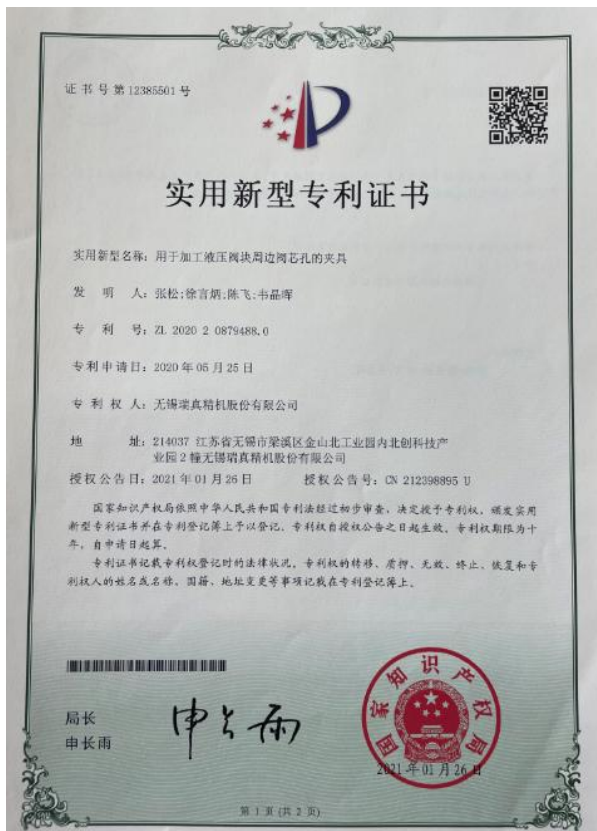 证书号第12385501号
实用新型专利证书
实用新型名称：用于加工液压阀块周边阀芯孔的夹具
发明人：张松;徐言炳;陈飞;韦晶晖
专利号：ZL 2020 2 0879488.0
专利申请日：2020年05月25日
专利权人：无锡瑞真精机股份有限公司
地址：214037 江苏省无锡市梁溪区金山北工业园内北创科技产
业园2幢无锡瑞真精机股份有限公司
授权公告日：2021年01月26日 授权公告号：CN 212398895 U
国家知识产权局依照中华人民共和国专利法经过初步审查，决定授予专利权，颁发实用
新型专利证书并在专利登记簿上予以登记。专利权自授权公告之日起生效。专利权期限为十
年，自申请日起算。
专利证书记载专利权登记时的法律状况。专利权的转移、质押、无效、终止、恢复和专
利权人的姓名或名称、国籍、地址变更等事项记载在专利登记簿上。
局长
申长雨
申长雨
国家知识产权局
2021年01月26日
第1页(共2页)